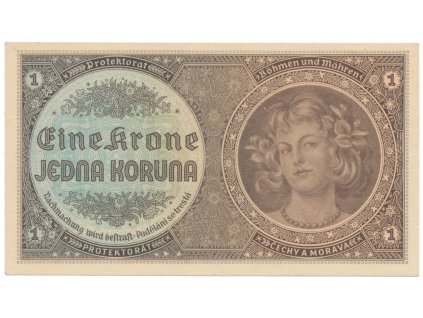 1 Protektorat Böhmen und Mähren 1
Eine Krone
JEDNA KORUNA
Nachmachung wird bestraft · Padělání se trestá
1 PROTEKTORÁT ČECHY A MORAVA 1